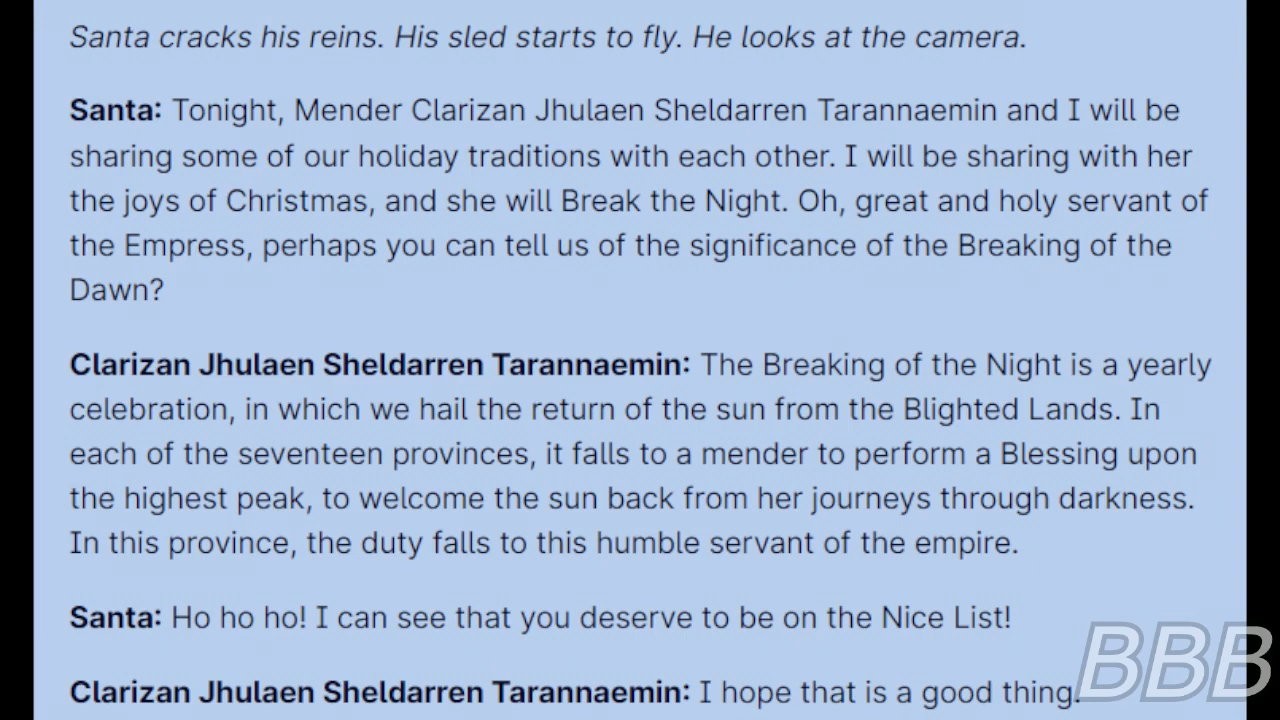 Santa cracks his reins. His sled starts to fly. He looks at the camera.
Santa: Tonight, Mender Clarizan Jhulaen Sheldarren Tarannaemin and I will be
sharing some of our holiday traditions with each other. I will be sharing with her
the joys of Christmas, and she will Break the Night. Oh, great and holy servant of
the Empress, perhaps you can tell us of the significance of the Breaking of the
Dawn?
Clarizan Jhulaen Sheldarren Tarannaemin: The Breaking of the Night is a yearly
celebration, in which we hail the return of the sun from the Blighted Lands. In
each of the seventeen provinces, it falls to a mender to perform a Blessing upon
the highest peak, to welcome the sun back from her journeys through darkness.
In this province, the duty falls to this humble servant of the empire.
Santa: Ho ho ho! I can see that you deserve to be on the Nice List!
Clarizan Jhulaen Sheldarren Tarannaemin: I hope that is a good thing.
BBB